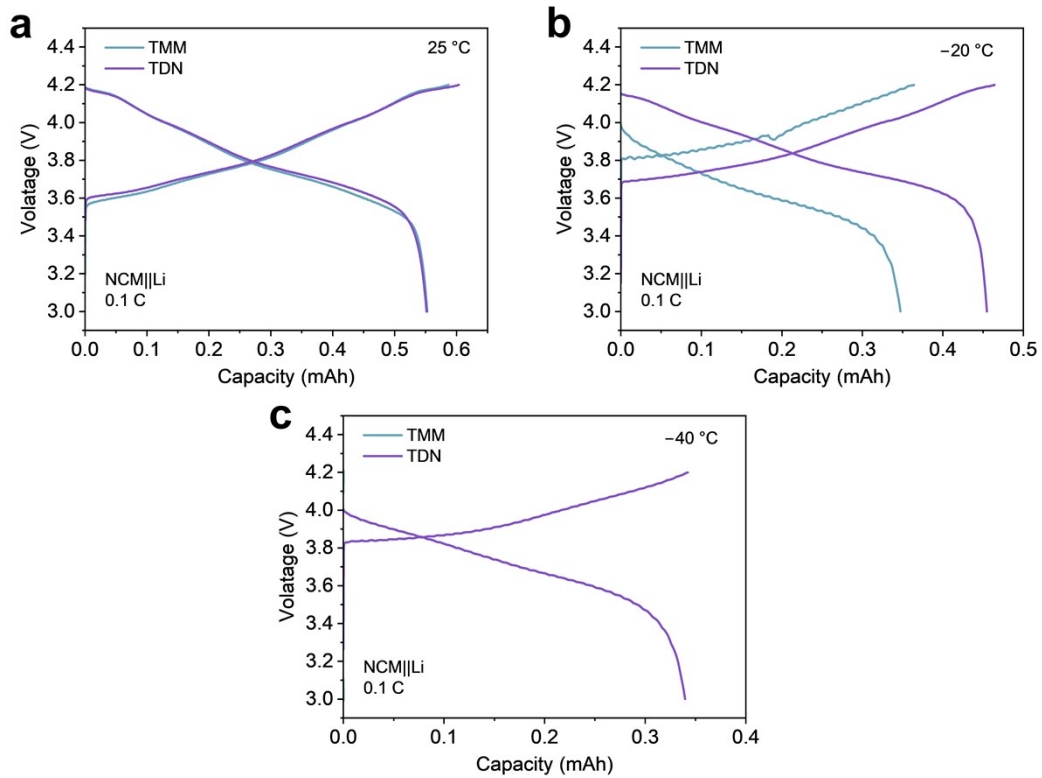 a
25 °C
TMM
TDN
NCM||Li
0.1 C
Volatage (V)
4.4
4.2
4.0
3.8
3.6
3.4
3.2
3.0
0.0 0.1 0.2 0.3 0.4 0.5 0.6
Capacity (mAh)
b
−20 °C
TMM
TDN
NCM||Li
0.1 C
Volatage (V)
4.4
4.2
4.0
3.8
3.6
3.4
3.2
3.0
0.0 0.1 0.2 0.3 0.4 0.5
Capacity (mAh)
c
−40 °C
TMM
TDN
NCM||Li
0.1 C
Volatage (V)
4.4
4.2
4.0
3.8
3.6
3.4
3.2
3.0
0.0 0.1 0.2 0.3 0.4
Capacity (mAh)